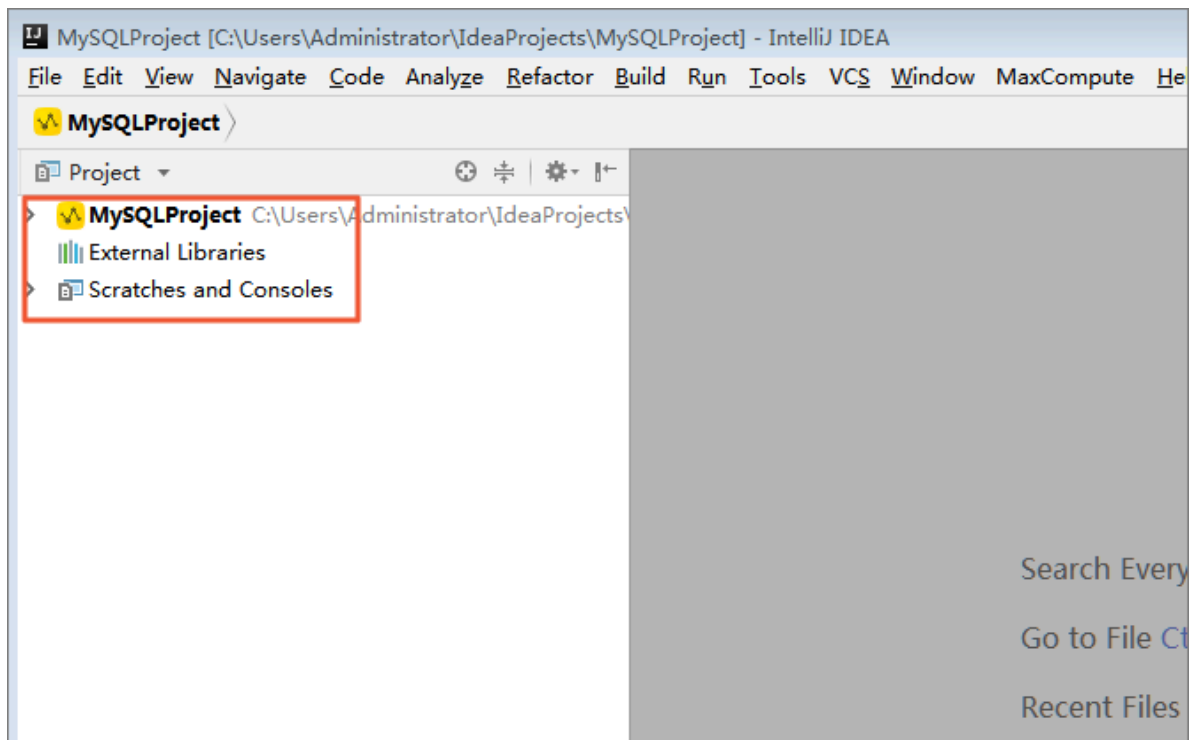 MySQLProject [C:\Users\Administrator\IdeaProjects\MySQLProject] - IntelliJ IDEA
File Edit View Navigate Code Analyze Refactor Build Run Tools VCS Window MaxCompute He
MySQLProject
Project
MySQLProject C:\Users\Administrator\IdeaProjects\
External Libraries
Scratches and Consoles
Search Every
Go to File Ct
Recent Files